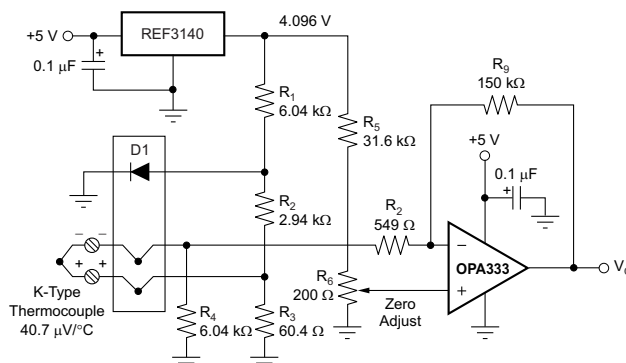 +5 V
REF3140
4.096 V
0.1 μF
+
R1
6.04 kΩ
R5
31.6 kΩ
R9
150 kΩ
+5 V
0.1 μF
+
D1
R2
2.94 kΩ
R2
549 Ω
− −
+ +
K-Type
Thermocouple
40.7 μV/°C
R4
6.04 kΩ
R3
60.4 Ω
R6
200 Ω
Zero
Adjust
−
OPA333
+